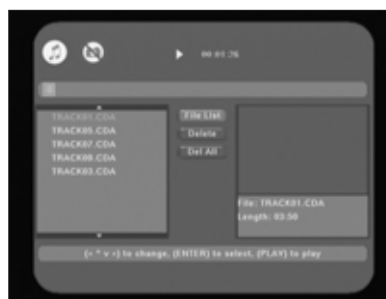 00:01:26
TRACK01.CDA
TRACK05.CDA
TRACK07.CDA
TRACK08.CDA
TRACK03.CDA
File List
Delete
Del All
File: TRACK01.CDA
Length: 03:50
(< ^ v >) to change, (ENTER) to select, (PLAY) to play